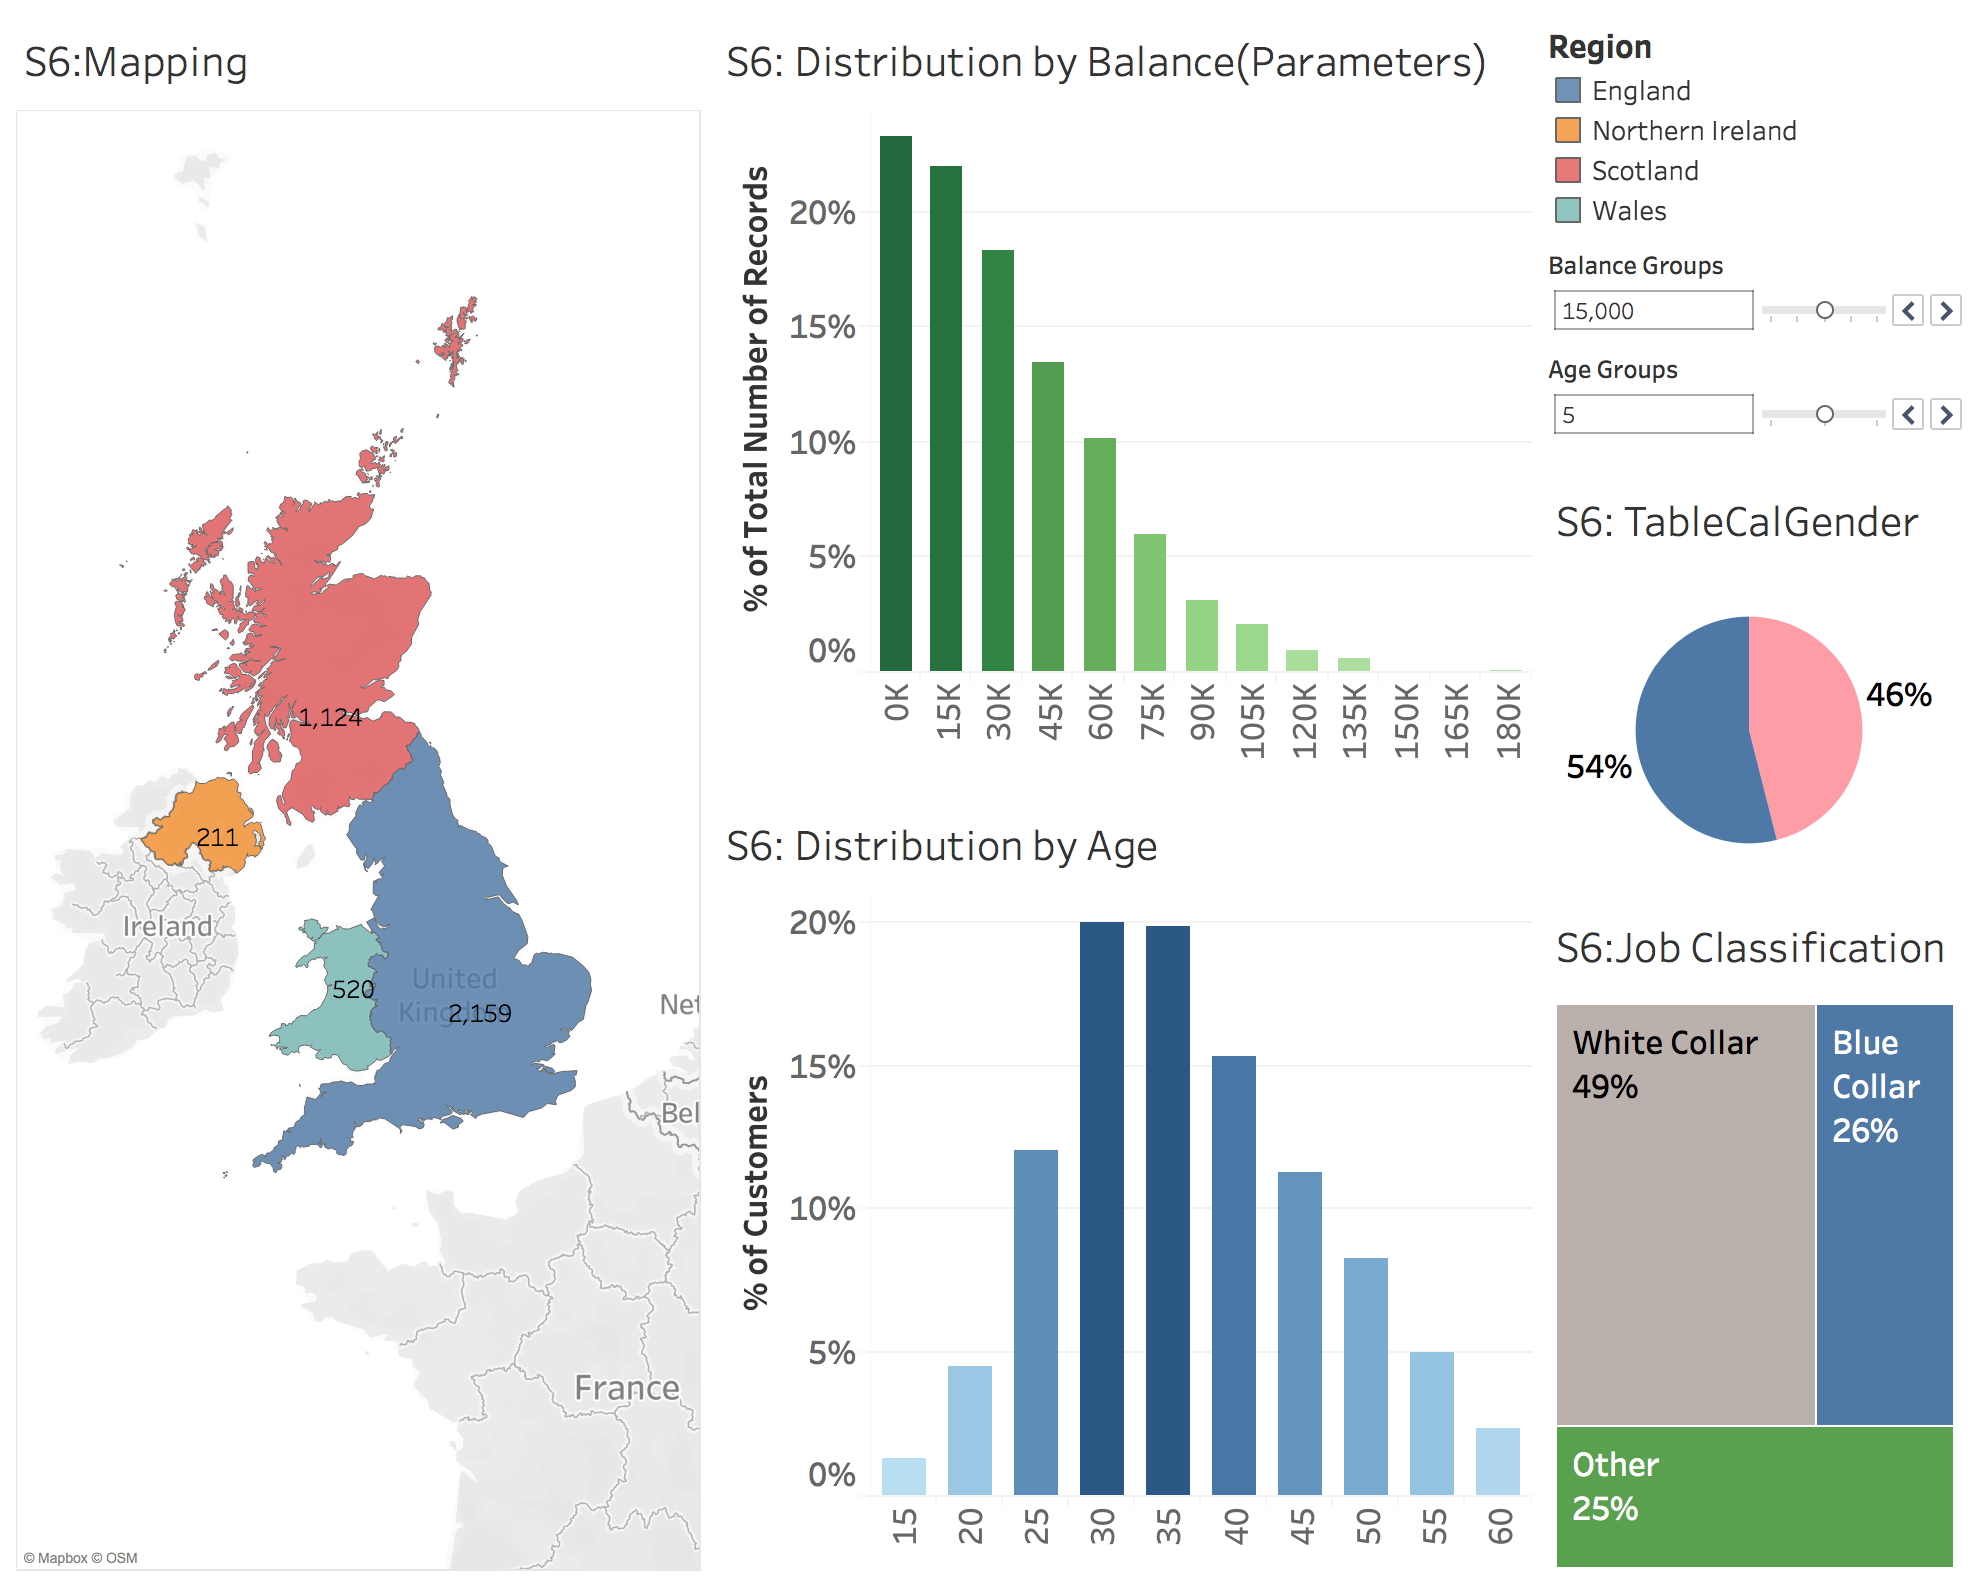 S6:Mapping
1,124
211
Ireland
United
520
2,159
Net
Bel
France
© Mapbox © OSM
S6: Distribution by Balance(Parameters)
% of Total Number of Records
20%
15%
10%
5%
0%
0K
15K
30K
45K
60K
75K
90K
105K
120K
135K
150K
165K
180K
S6: Distribution by Age
% of Customers
20%
15%
10%
5%
0%
15
20
25
30
35
40
45
50
55
60
Region
England
Northern Ireland
Scotland
Wales
Balance Groups
15,000
Age Groups
5
S6: TableCalGender
46%
54%
S6:Job Classification
White Collar
49%
Blue
Collar
26%
Other
25%